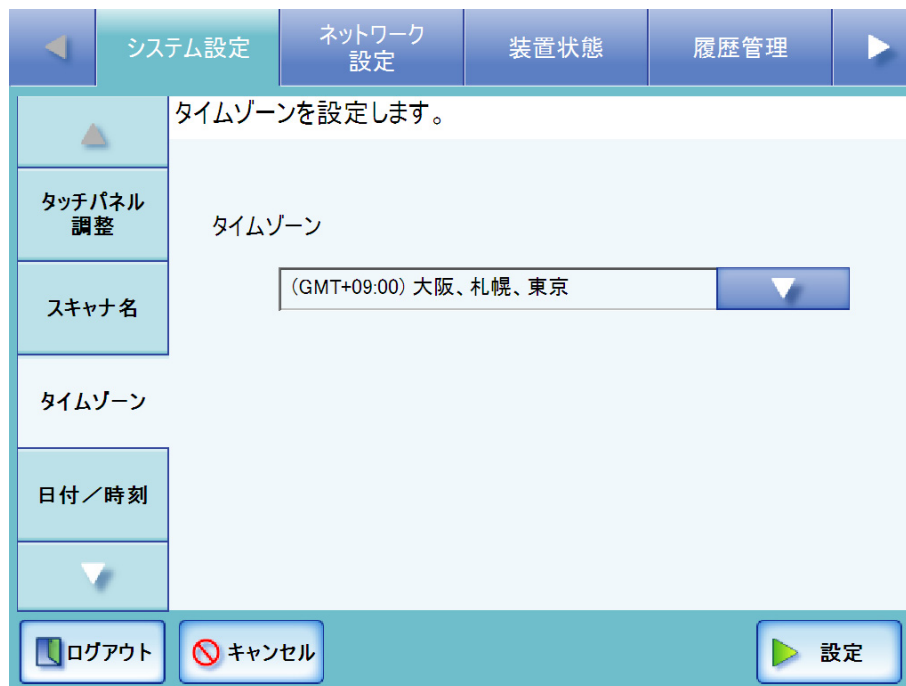 システム設定
ネットワーク
設定
装置状態
履歴管理
タイムゾーンを設定します。
タッチパネル
調整
スキャナ名
タイムゾーン
日付／時刻
タイムゾーン
(GMT+09:00) 大阪、札幌、東京
ログアウト
キャンセル
設定